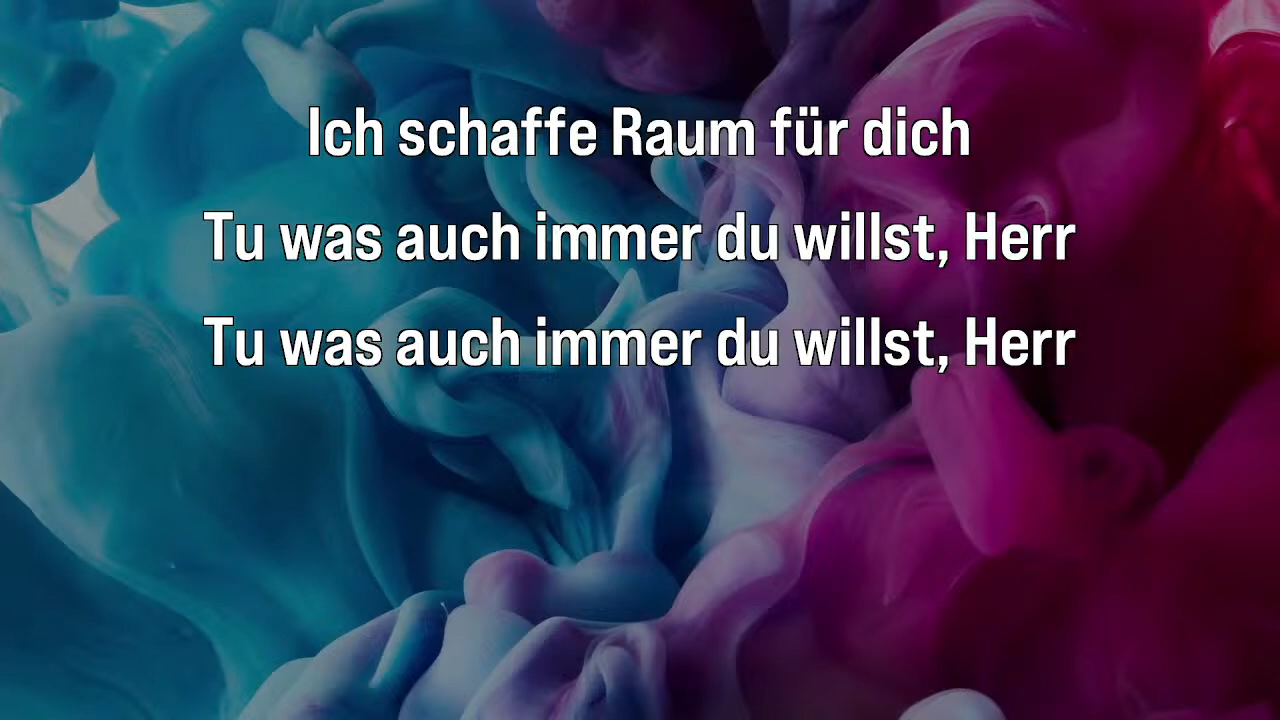 Ich schaffe Raum für dich
Tu was auch immer du willst, Herr
Tu was auch immer du willst, Herr